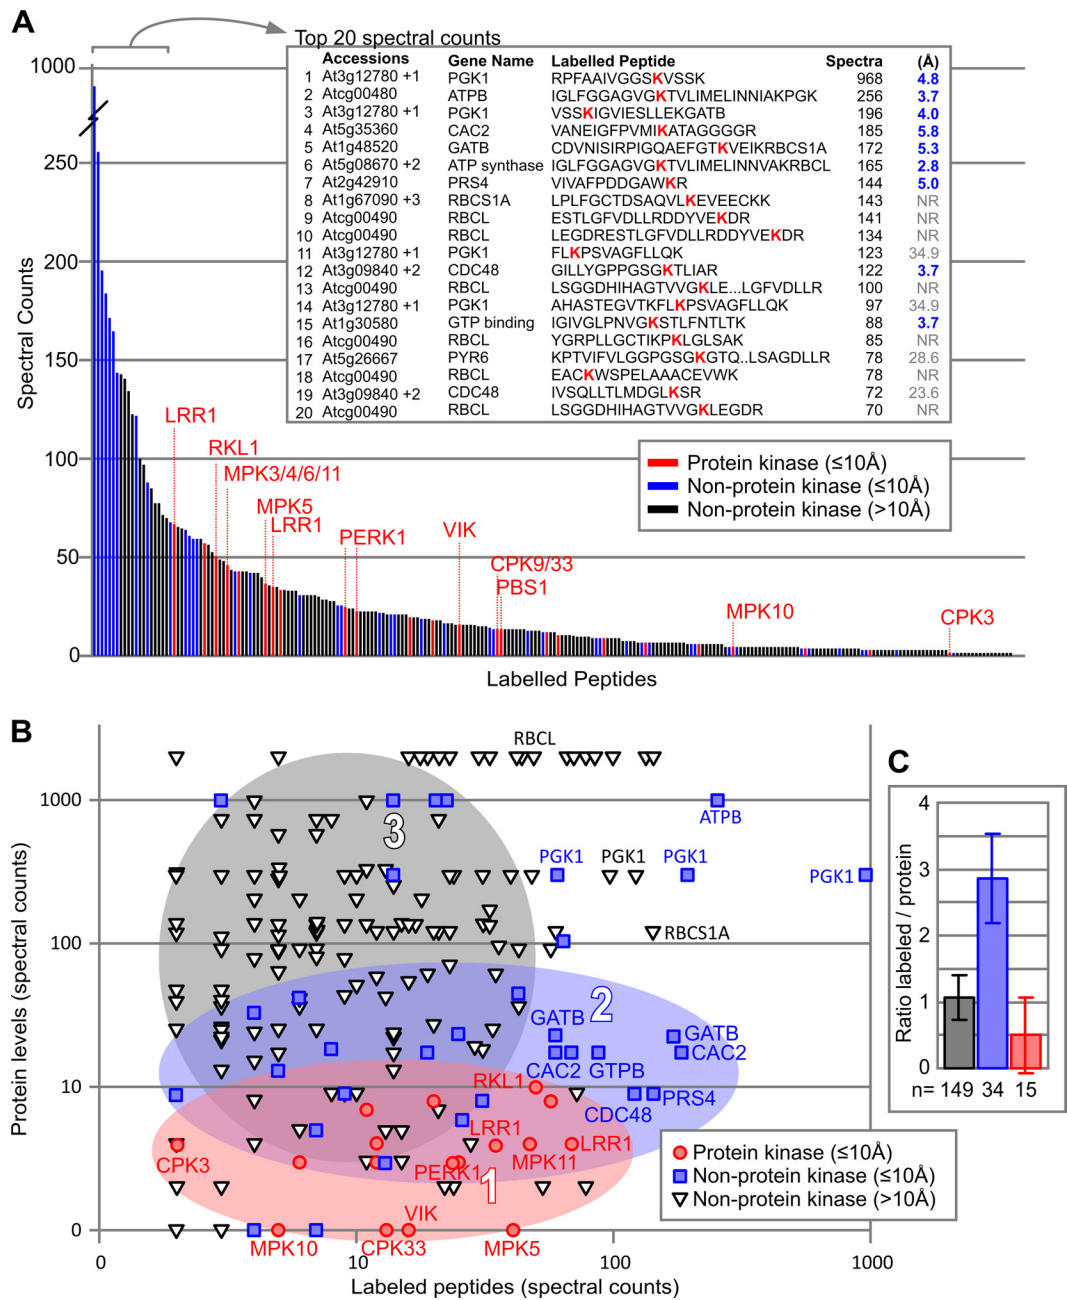 A
Top 20 spectral counts
Accessions Gene Name Labelled Peptide Spectra (Å)
1 At3g12780 +1 PGK1 RPFAAIVGGSKVSSK 968 4.8
2 Atcg00480 ATPB IGLFGGAGVGKTVLIMELINNIAKPGK 256 3.7
3 At3g12780 +1 PGK1 VSSKIGVIESLLEKGATB 196 4.0
4 At5g35360 CAC2 VANEIGFPVMIKATAGGGGR 185 5.8
5 At1g48520 GATB CDVNISIRPIGQAEFGTKVEIKRBCS1A 172 5.3
6 At5g08670 +2 ATP synthase IGLFGGAGVGKTVLIMELINNVAKRBCL 165 2.8
7 At2g42910 PRS4 VIVAFPDDGAWKR 144 5.0
8 At1g67090 +3 RBCS1A LPLFGCTDSAQVLKEVEECKK 143 NR
9 Atcg00490 RBCL ESTLGFVDLLRDDYVEKDR 141 NR
10 Atcg00490 RBCL LEGDRESTLGFVDLLRDDYVEKDR 134 NR
11 At3g12780 +1 PGK1 FLKPSVAGFLLQK 123 34.9
12 At3g09840 +2 CDC48 GILLYGPPGSGKTLIAR 122 3.7
13 Atcg00490 RBCL LSGGDHIHAGTVVGKLE...LGFVDLLR 100 NR
14 At3g12780 +1 PGK1 AHASTEGVTKFLKPSVAGFLLQK 97 34.9
15 At1g30580 GTP binding IGIVGLPNVGKSTLFNTLTK 88 3.7
16 Atcg00490 RBCL YGRPLLGCTIKPKLGLSAK 85 NR
17 At5g26667 PYR6 KPTVIFVLGGPGSGKGTQ..LSAGDLLR 78 28.6
18 Atcg00490 RBCL EACKWSPELAAACEVWK 78 NR
19 At3g09840 +2 CDC48 IVSQLLTLMDGLKSR 72 23.6
20 Atcg00490 RBCL LSGGDHIHAGTVVGKLEGDR 70 NR
1000
250
200
150
100
50
0
Spectral Counts
LRR1
RKL1
MPK3/4/6/11
MPK5
LRR1
PERK1
VIK
CPK9/33
PBS1
MPK10
CPK3
Protein kinase (≤10Å)
Non-protein kinase (≤10Å)
Non-protein kinase (>10Å)
Labelled Peptides
B
Protein levels (spectral counts)
1000
100
10
0
RBCL
3
ATPB
PGK1 PGK1 PGK1
PGK1
RBCS1A
2
GATB GATB
CAC2 GTPB CAC2
RKL1
CDC48 PRS4
LRR1 LRR1
MPK11
CPK3
PERK1
1
VIK
MPK10 CPK33 MPK5
Protein kinase (≤10Å)
Non-protein kinase (≤10Å)
Non-protein kinase (>10Å)
0 10 100 1000
Labeled peptides (spectral counts)
C
Ratio labeled / protein
4
3
2
1
0
n= 149 34 15